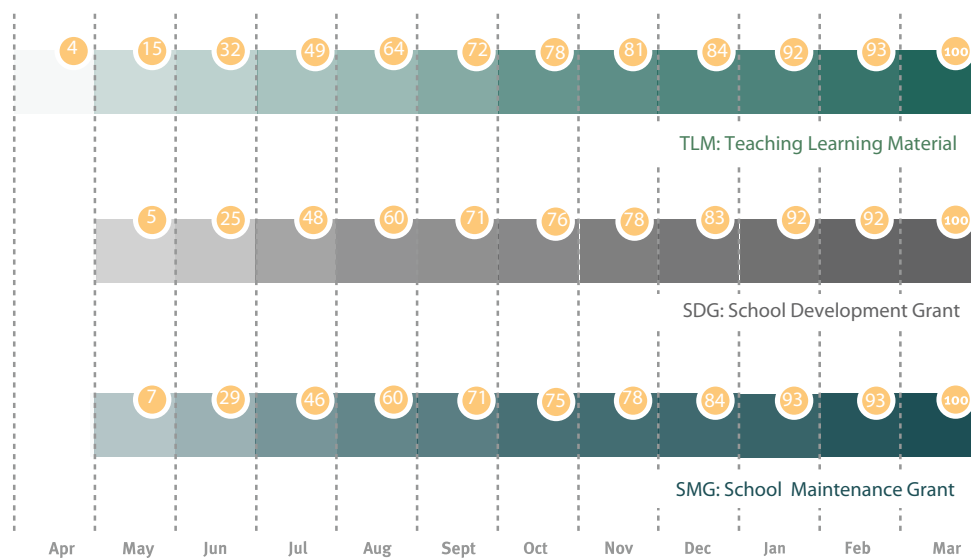 4 15 32 49 64 72 78 81 84 92 93 100
TLM: Teaching Learning Material
5 25 48 60 71 76 78 83 92 92 100
SDG: School Development Grant
7 29 46 60 71 75 78 84 93 93 100
SMG: School Maintenance Grant
Apr May Jun Jul Aug Sept Oct Nov Dec Jan Feb Mar